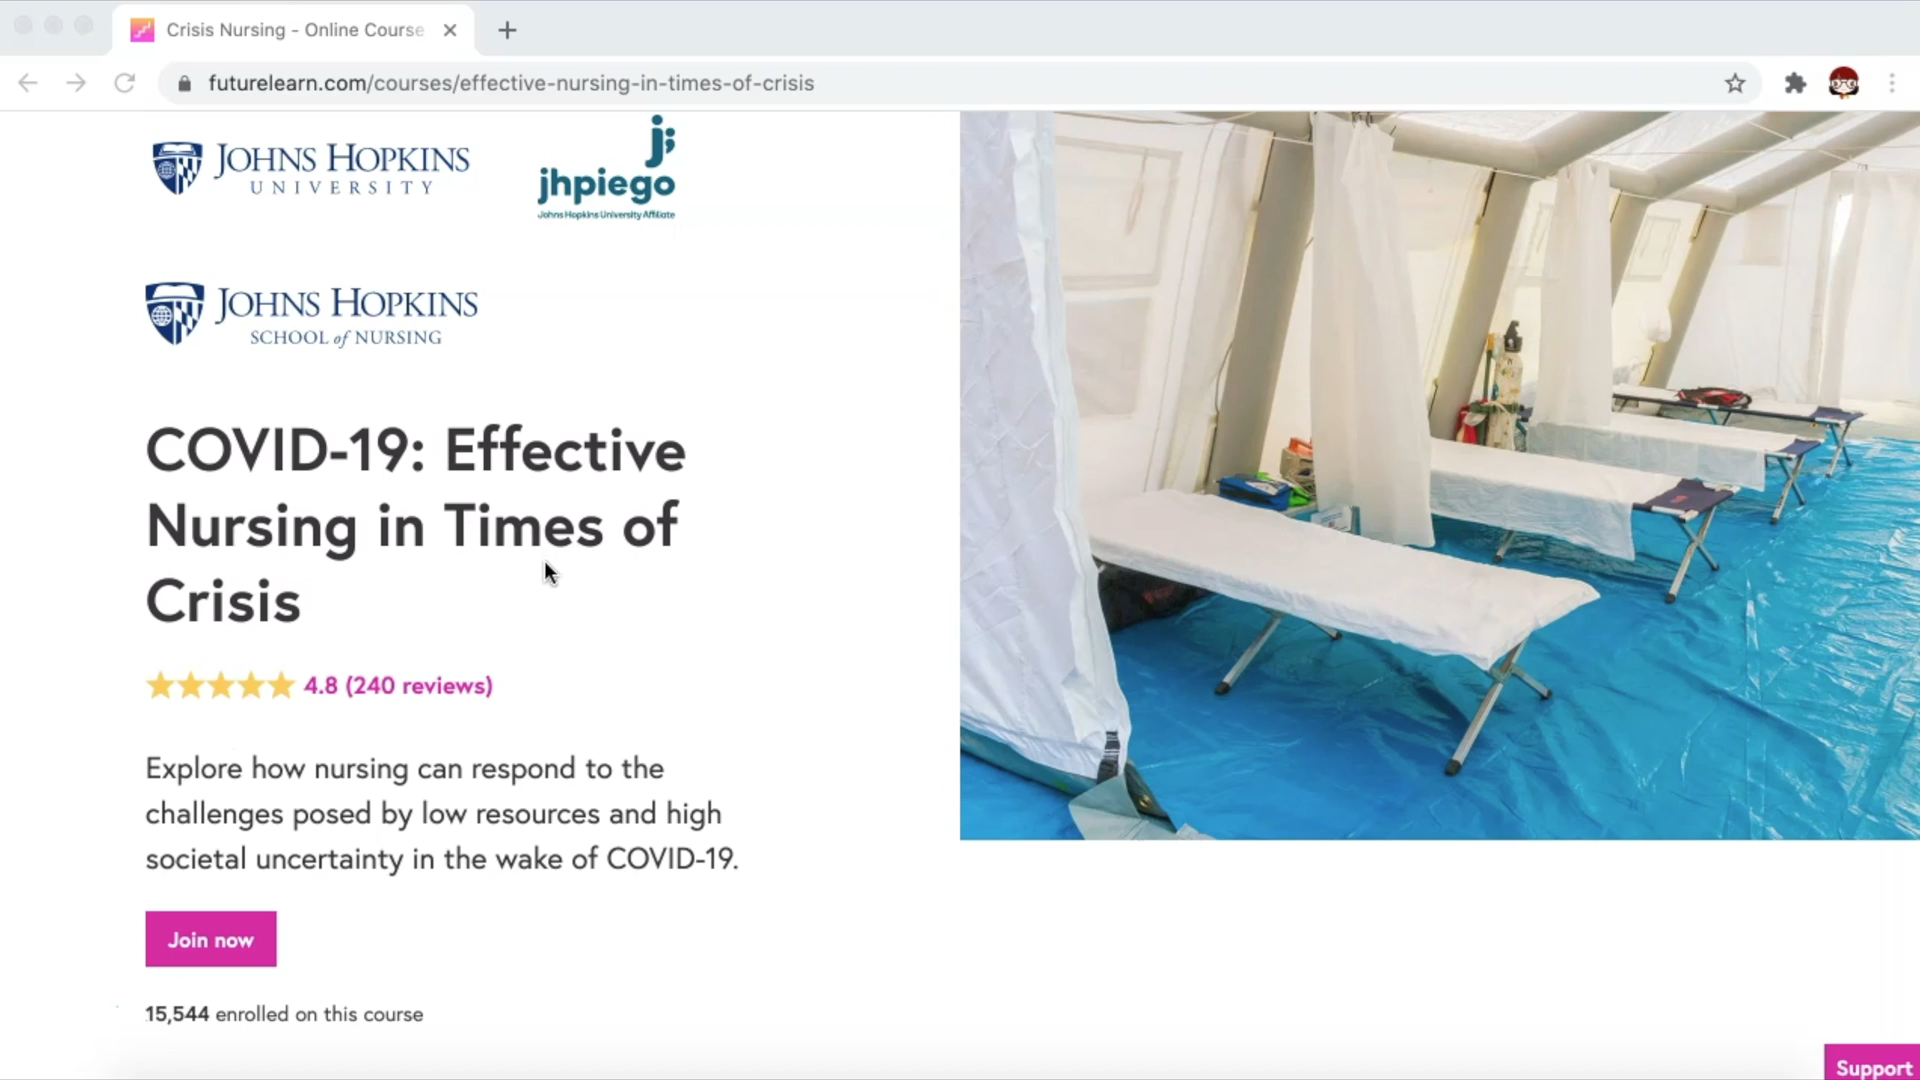 Crisis Nursing - Online Course
futurelearn.com/courses/effective-nursing-in-times-of-crisis
JOHNS HOPKINS
UNIVERSITY
j;
jhpiego
Johns Hopkins University Affiliate
JOHNS HOPKINS
SCHOOL of NURSING
COVID-19: Effective
Nursing in Times of
Crisis
4.8 (240 reviews)
Explore how nursing can respond to the
challenges posed by low resources and high
societal uncertainty in the wake of COVID-19.
Join now
15,544 enrolled on this course
Support